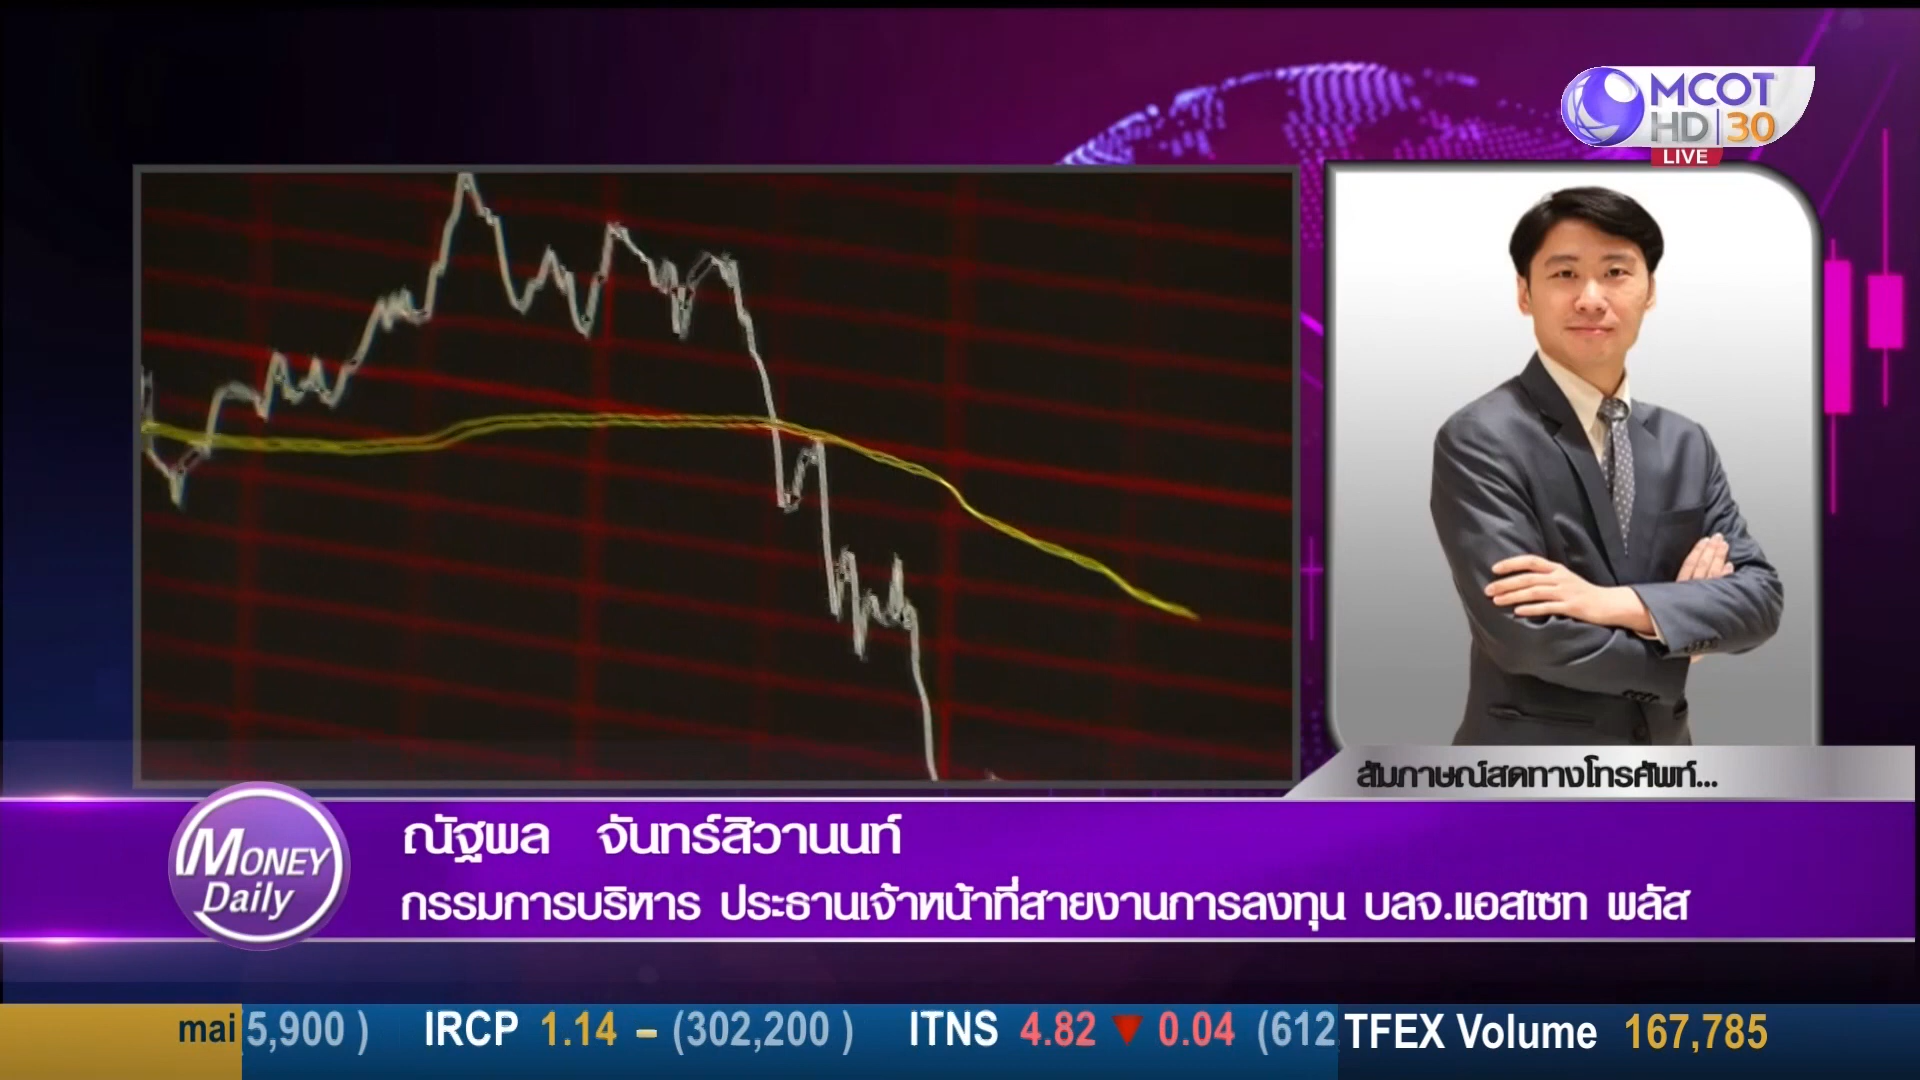 MCOT
HD 30
LIVE
สัมภาษณ์สดทางโทรศัพท์...
MONEY
Daily
ณัฐพล จันทร์สิวานนท์
กรรมการบริหาร ประธานเจ้าหน้าที่สายงานการลงทุน บลจ.แอสเซท พลัส
mai 5,900 ) IRCP 1.14 – (302,200 ) ITNS 4.82 ▼ 0.04 (612 TFEX Volume 167,785